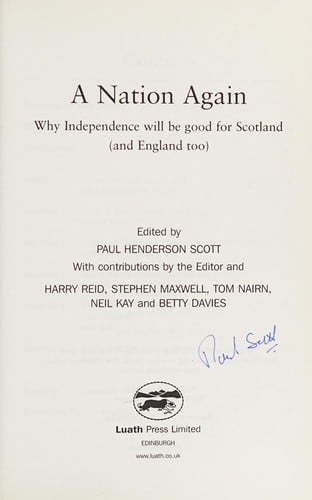 A Nation Again
Why Independence will be good for Scotland
(and England too)
Edited by
PAUL HENDERSON SCOTT
With contributions by the Editor and
HARRY REID, STEPHEN MAXWELL, TOM NAIRN,
NEIL KAY and BETTY DAVIES
Paul Scott
Luath Press Limited
EDINBURGH
www.luath.co.uk